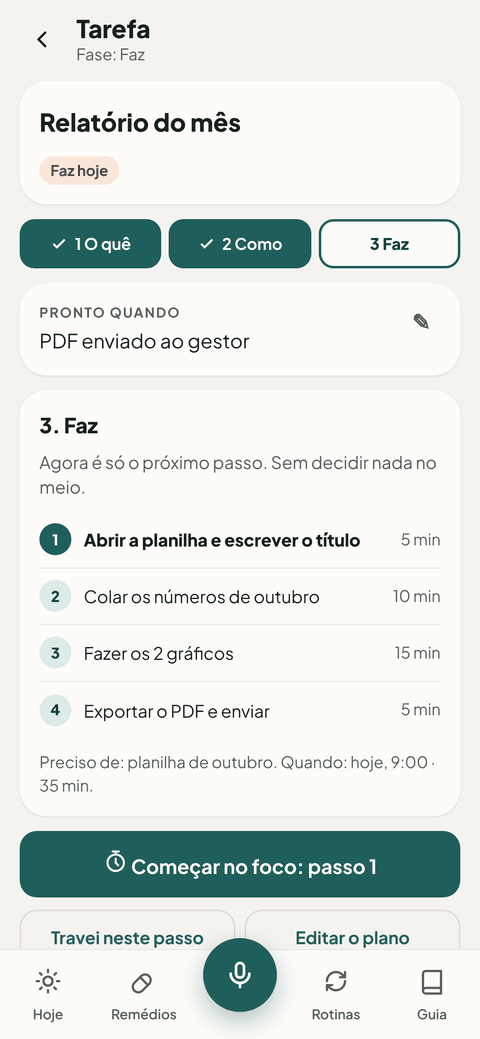 Tarefa
Fase: Faz
Relatório do mês
Faz hoje
1 O quê
2 Como
3 Faz
PRONTO QUANDO
PDF enviado ao gestor
3. Faz
Agora é só o próximo passo. Sem decidir nada no
meio.
1 Abrir a planilha e escrever o título 5 min
2 Colar os números de outubro 10 min
3 Fazer os 2 gráficos 15 min
4 Exportar o PDF e enviar 5 min
Preciso de: planilha de outubro. Quando: hoje, 9:00 ·
35 min.
Começar no foco: passo 1
Travei neste passo
Editar o plano
Hoje
Remédios
Rotinas
Guia